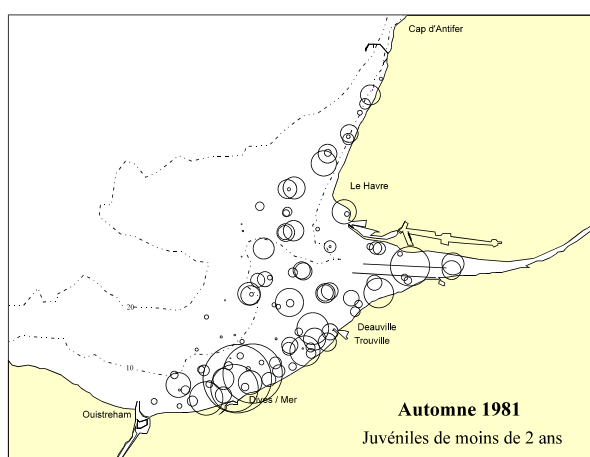 Cap d'Antifer
Le Havre
20
Deauville
Trouville
10
Dives / Mer
Ouistreham
Automne 1981
Juvéniles de moins de 2 ans